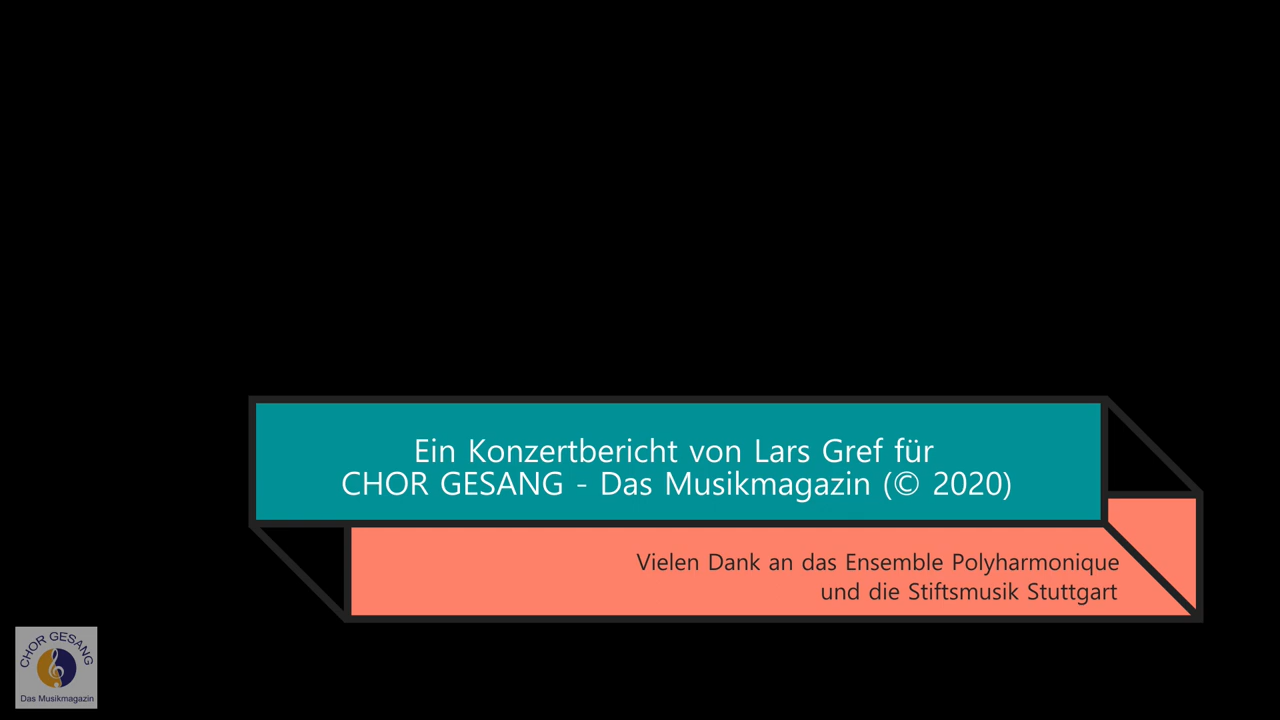 Ein Konzertbericht von Lars Gref für
CHOR GESANG - Das Musikmagazin (© 2020)
Vielen Dank an das Ensemble Polyharmonique
und die Stiftsmusik Stuttgart
CHOR GESANG
Das Musikmagazin